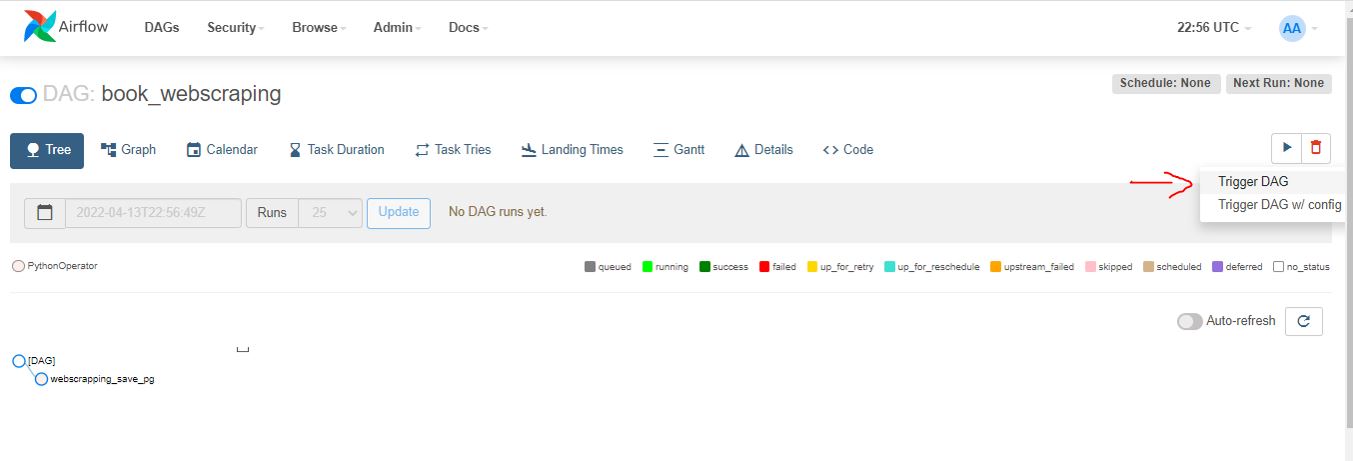 Airflow DAGs Security Browse Admin Docs 22:56 UTC AA
Schedule: None Next Run: None
DAG: book_webscraping
Tree Graph Calendar Task Duration Task Tries Landing Times Gantt Details <> Code
Trigger DAG
Trigger DAG w/ config
2022-04-13T22:56:49Z Runs 25 Update No DAG runs yet.
PythonOperator queued running success failed up_for_retry up_for_reschedule upstream_failed skipped scheduled deferred no_status
Auto-refresh
[DAG]
webscrapping_save_pg